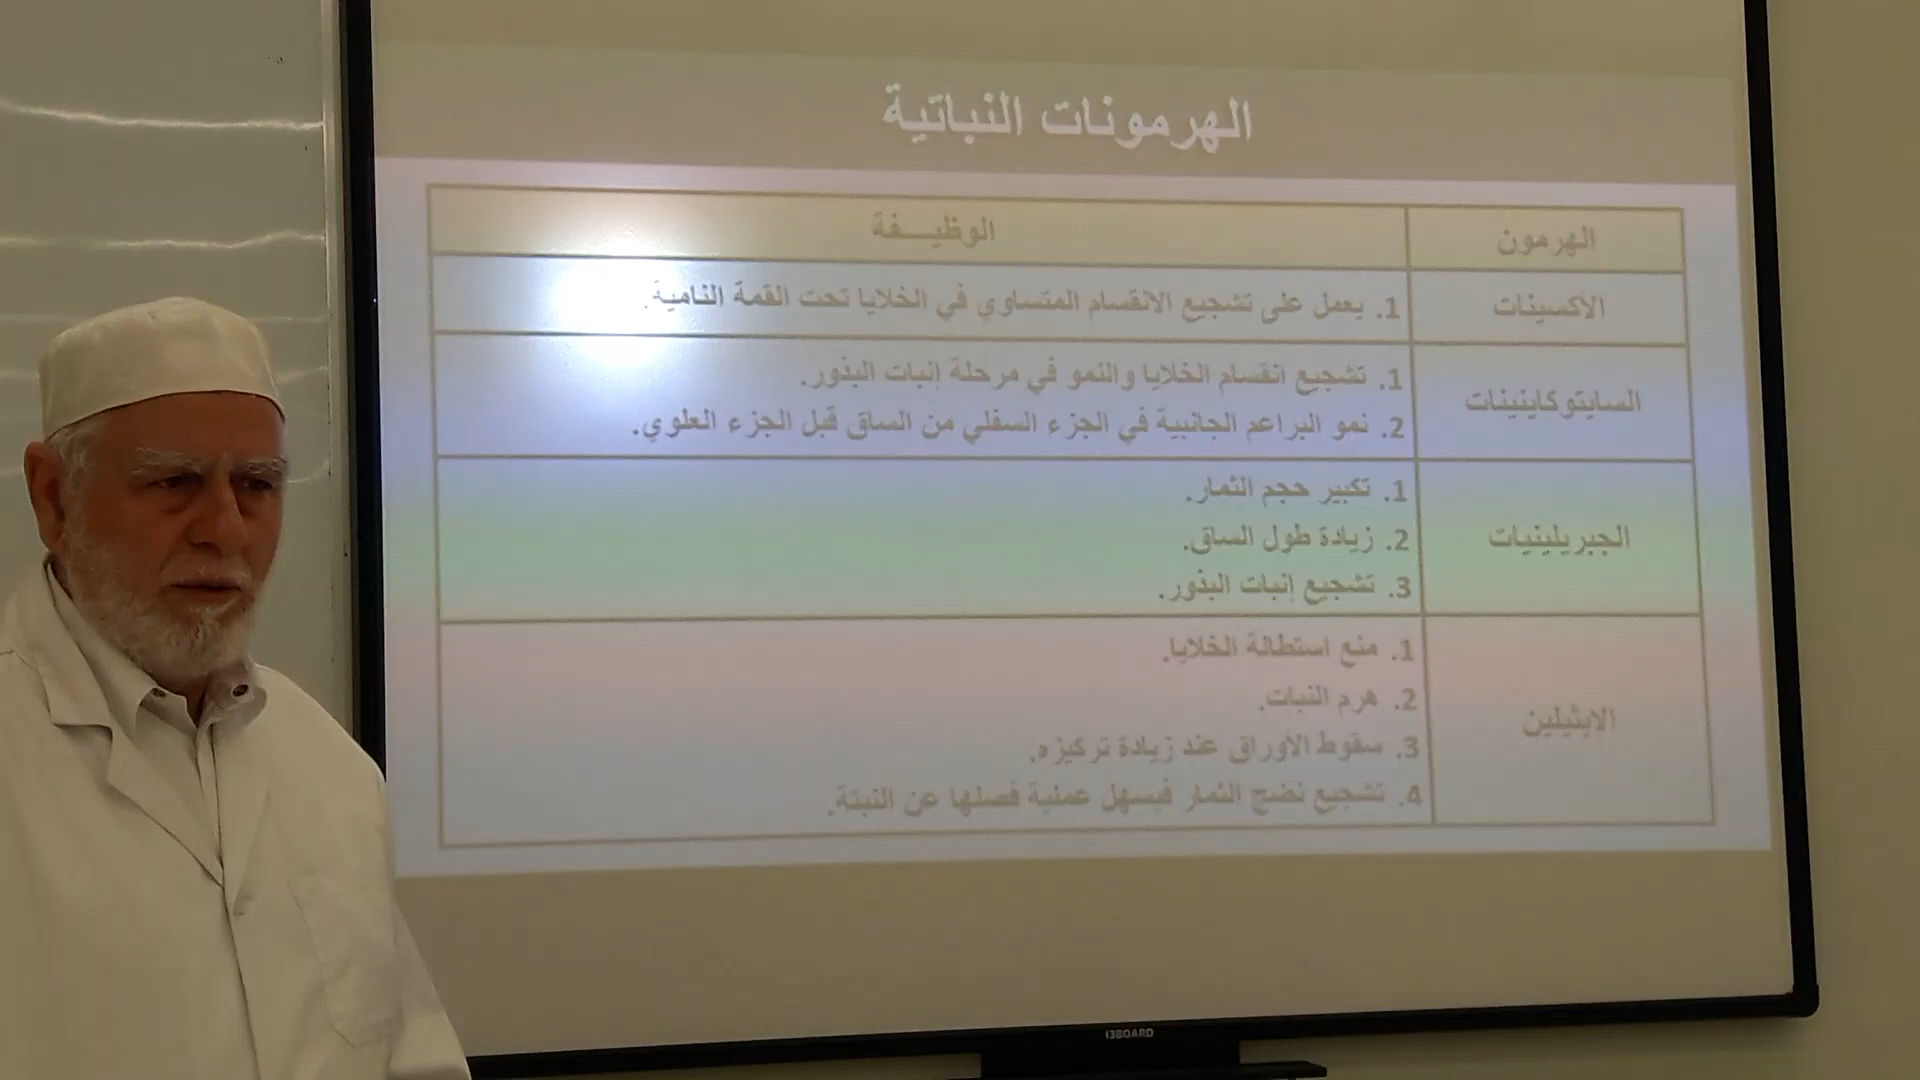 الهرمونات النباتية
الهرمون
الوظيـــفة
الأكسينات
1. يعمل على تشجيع الانقسام المتساوي في الخلايا تحت القمة النامية.
السايتوكاينينات
1. تشجيع انقسام الخلايا والنمو في مرحلة إنبات البذور.
2. نمو البراعم الجانبية في الجزء السفلي من الساق قبل الجزء العلوي.
الجبريلينيات
1. تكبير حجم الثمار.
2. زيادة طول الساق.
3. تشجيع إنبات البذور.
الايثيلين
1. منع استطالة الخلايا.
2. هرم النبات.
3. سقوط الأوراق عند زيادة تركيزه.
4. تشجيع نضج الثمار فيسهل عملية فصلها عن النبتة.
i3BOARD